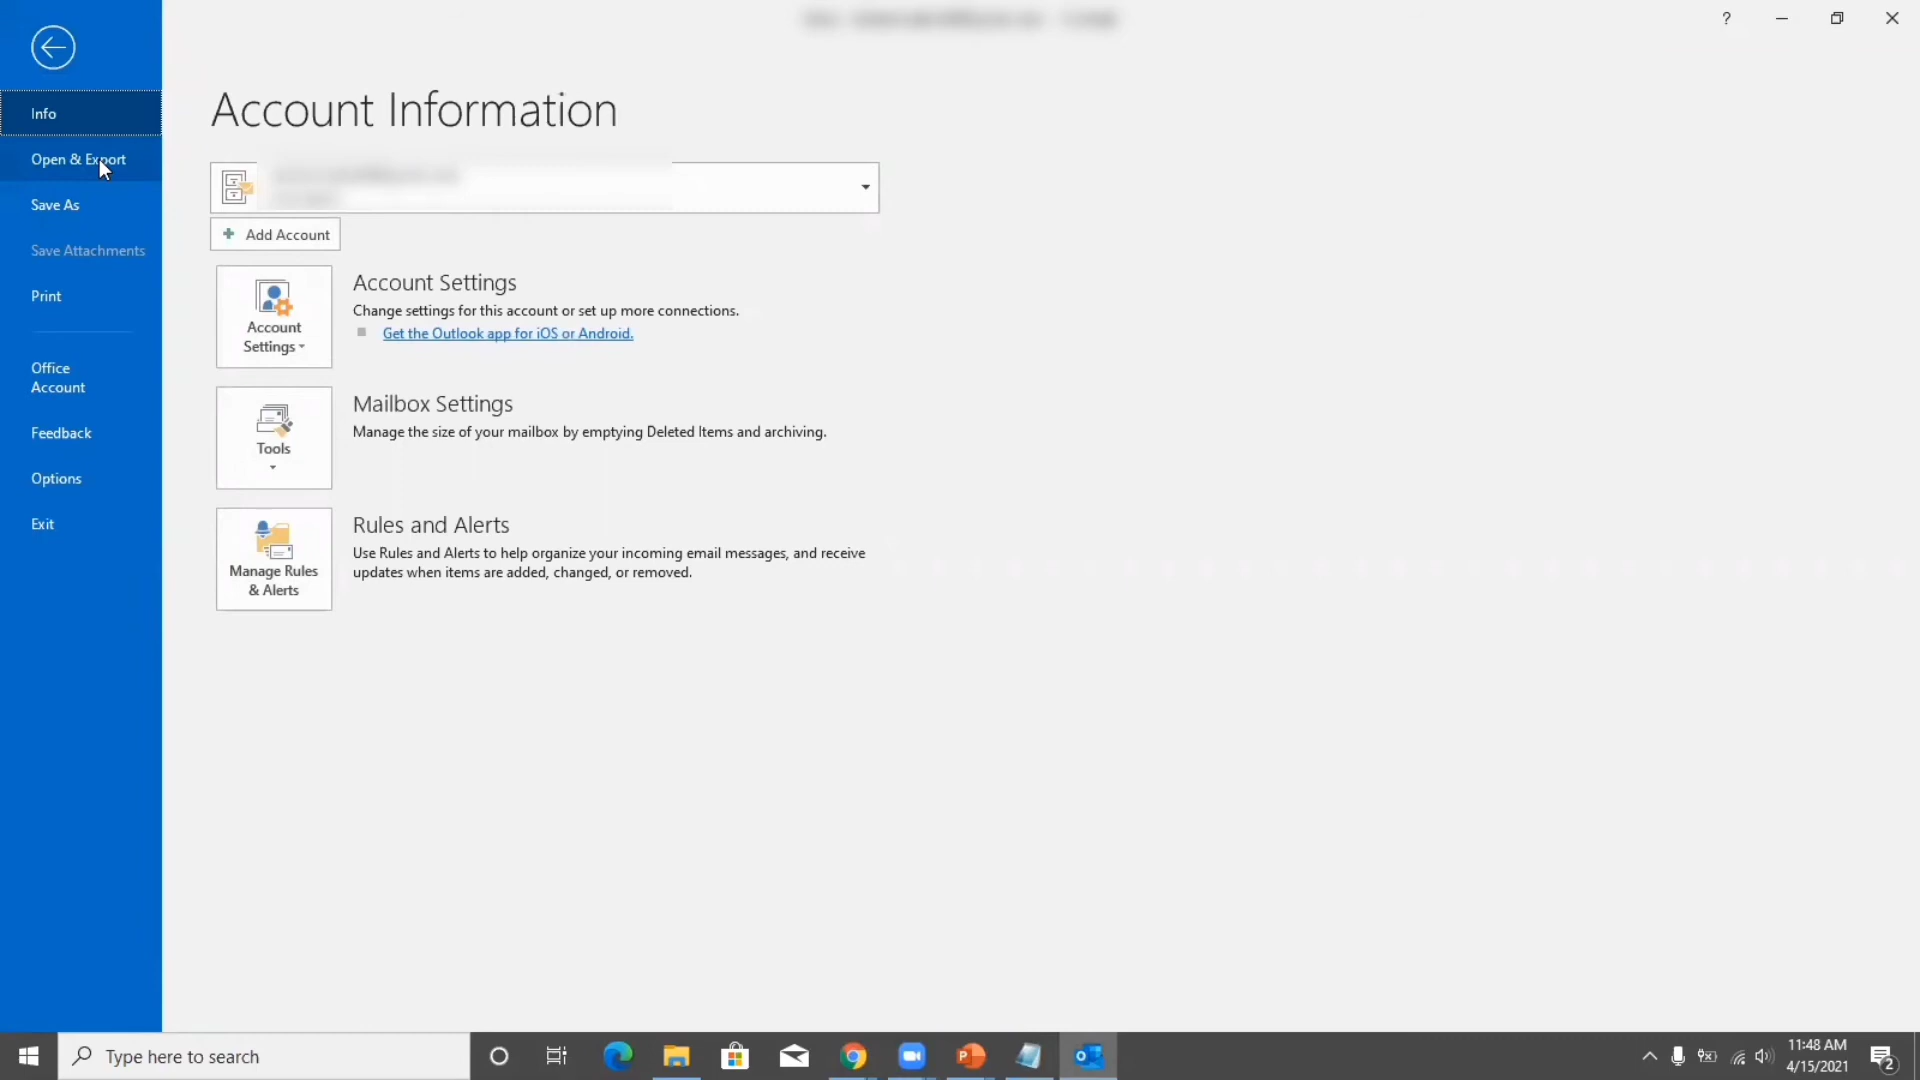 ?
Info
Open & Export
Save As
Save Attachments
Print
Office
Account
Feedback
Options
Exit
Account Information
Add Account
Account
Settings
Account Settings
Change settings for this account or set up more connections.
Get the Outlook app for iOS or Android.
Tools
Mailbox Settings
Manage the size of your mailbox by emptying Deleted Items and archiving.
Manage Rules
& Alerts
Rules and Alerts
Use Rules and Alerts to help organize your incoming email messages, and receive
updates when items are added, changed, or removed.
Type here to search
11:48 AM
4/15/2021
2